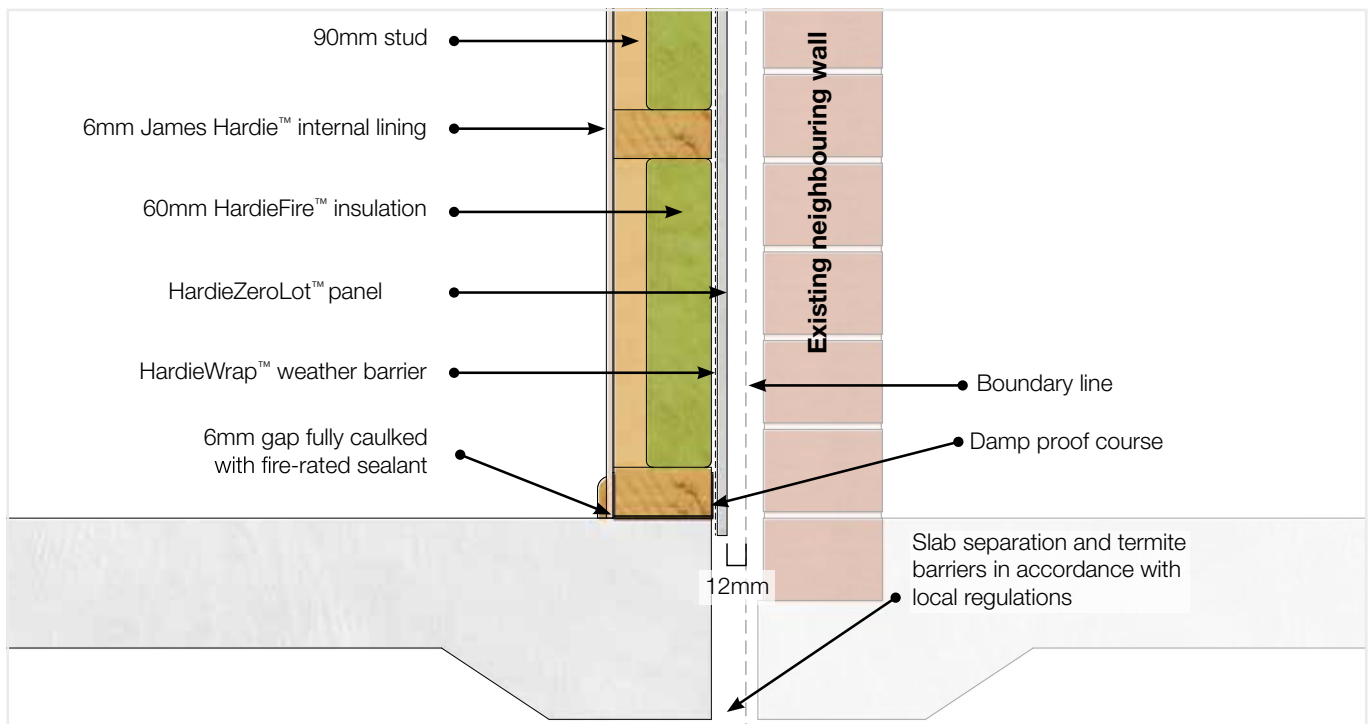 90mm stud
6mm James Hardie™ internal lining
60mm HardieFire™ insulation
HardieZeroLot™ panel
HardieWrap™ weather barrier
6mm gap fully caulked
with fire-rated sealant
Existing neighbouring wall
Boundary line
Damp proof course
12mm
Slab separation and termite
barriers in accordance with
local regulations